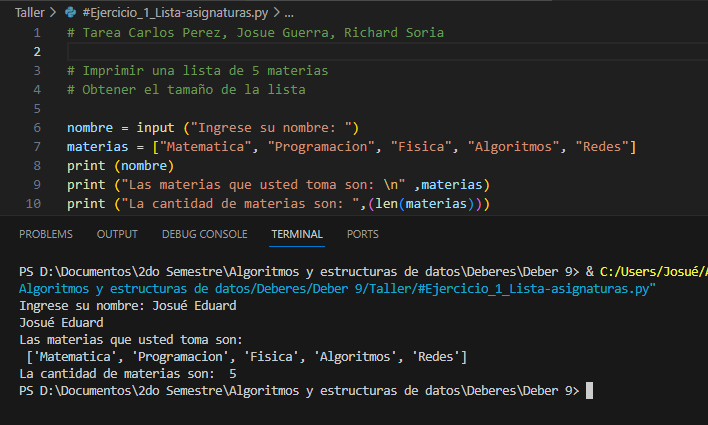 Taller > #Ejercicio_1_Lista-asignaturas.py > ...
1 # Tarea Carlos Perez, Josue Guerra, Richard Soria
2
3 # Imprimir una lista de 5 materias
4 # Obtener el tamaño de la lista
5
6 nombre = input ("Ingrese su nombre: ")
7 materias = ["Matematica", "Programacion", "Fisica", "Algoritmos", "Redes"]
8 print (nombre)
9 print ("Las materias que usted toma son: \n" ,materias)
10 print ("La cantidad de materias son: ",(len(materias)))
PROBLEMS OUTPUT DEBUG CONSOLE TERMINAL PORTS
PS D:\Documentos\2do Semestre\Algoritmos y estructuras de datos\Deberes\Deber 9> & C:/Users/Josué/
Algoritmos y estructuras de datos/Deberes/Deber 9/Taller/#Ejercicio_1_Lista-asignaturas.py"
Ingrese su nombre: Josué Eduard
Josué Eduard
Las materias que usted toma son:
['Matematica', 'Programacion', 'Fisica', 'Algoritmos', 'Redes']
La cantidad de materias son:  5
PS D:\Documentos\2do Semestre\Algoritmos y estructuras de datos\Deberes\Deber 9>